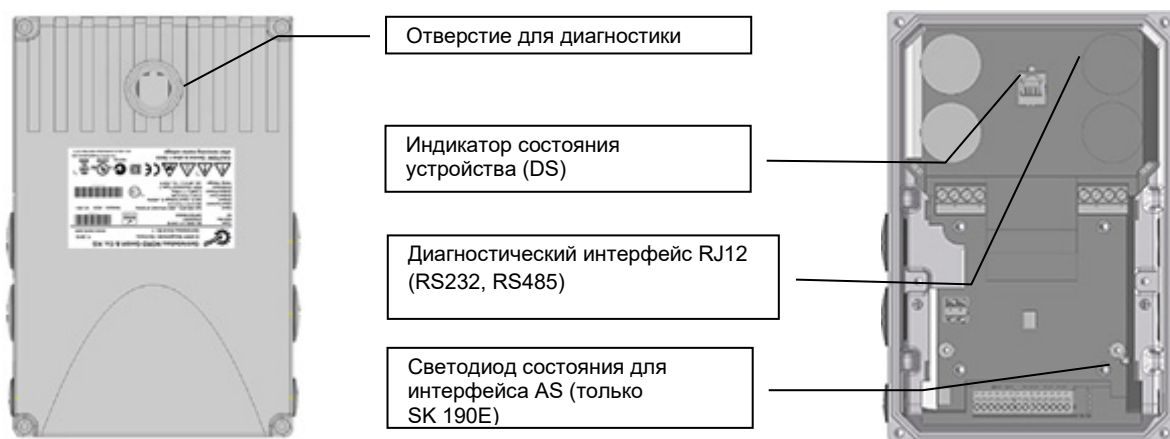 Отверстие для диагностики
Индикатор состояния
устройства (DS)
Диагностический интерфейс RJ12
(RS232, RS485)
Светодиод состояния для
интерфейса AS (только
SK 190E)